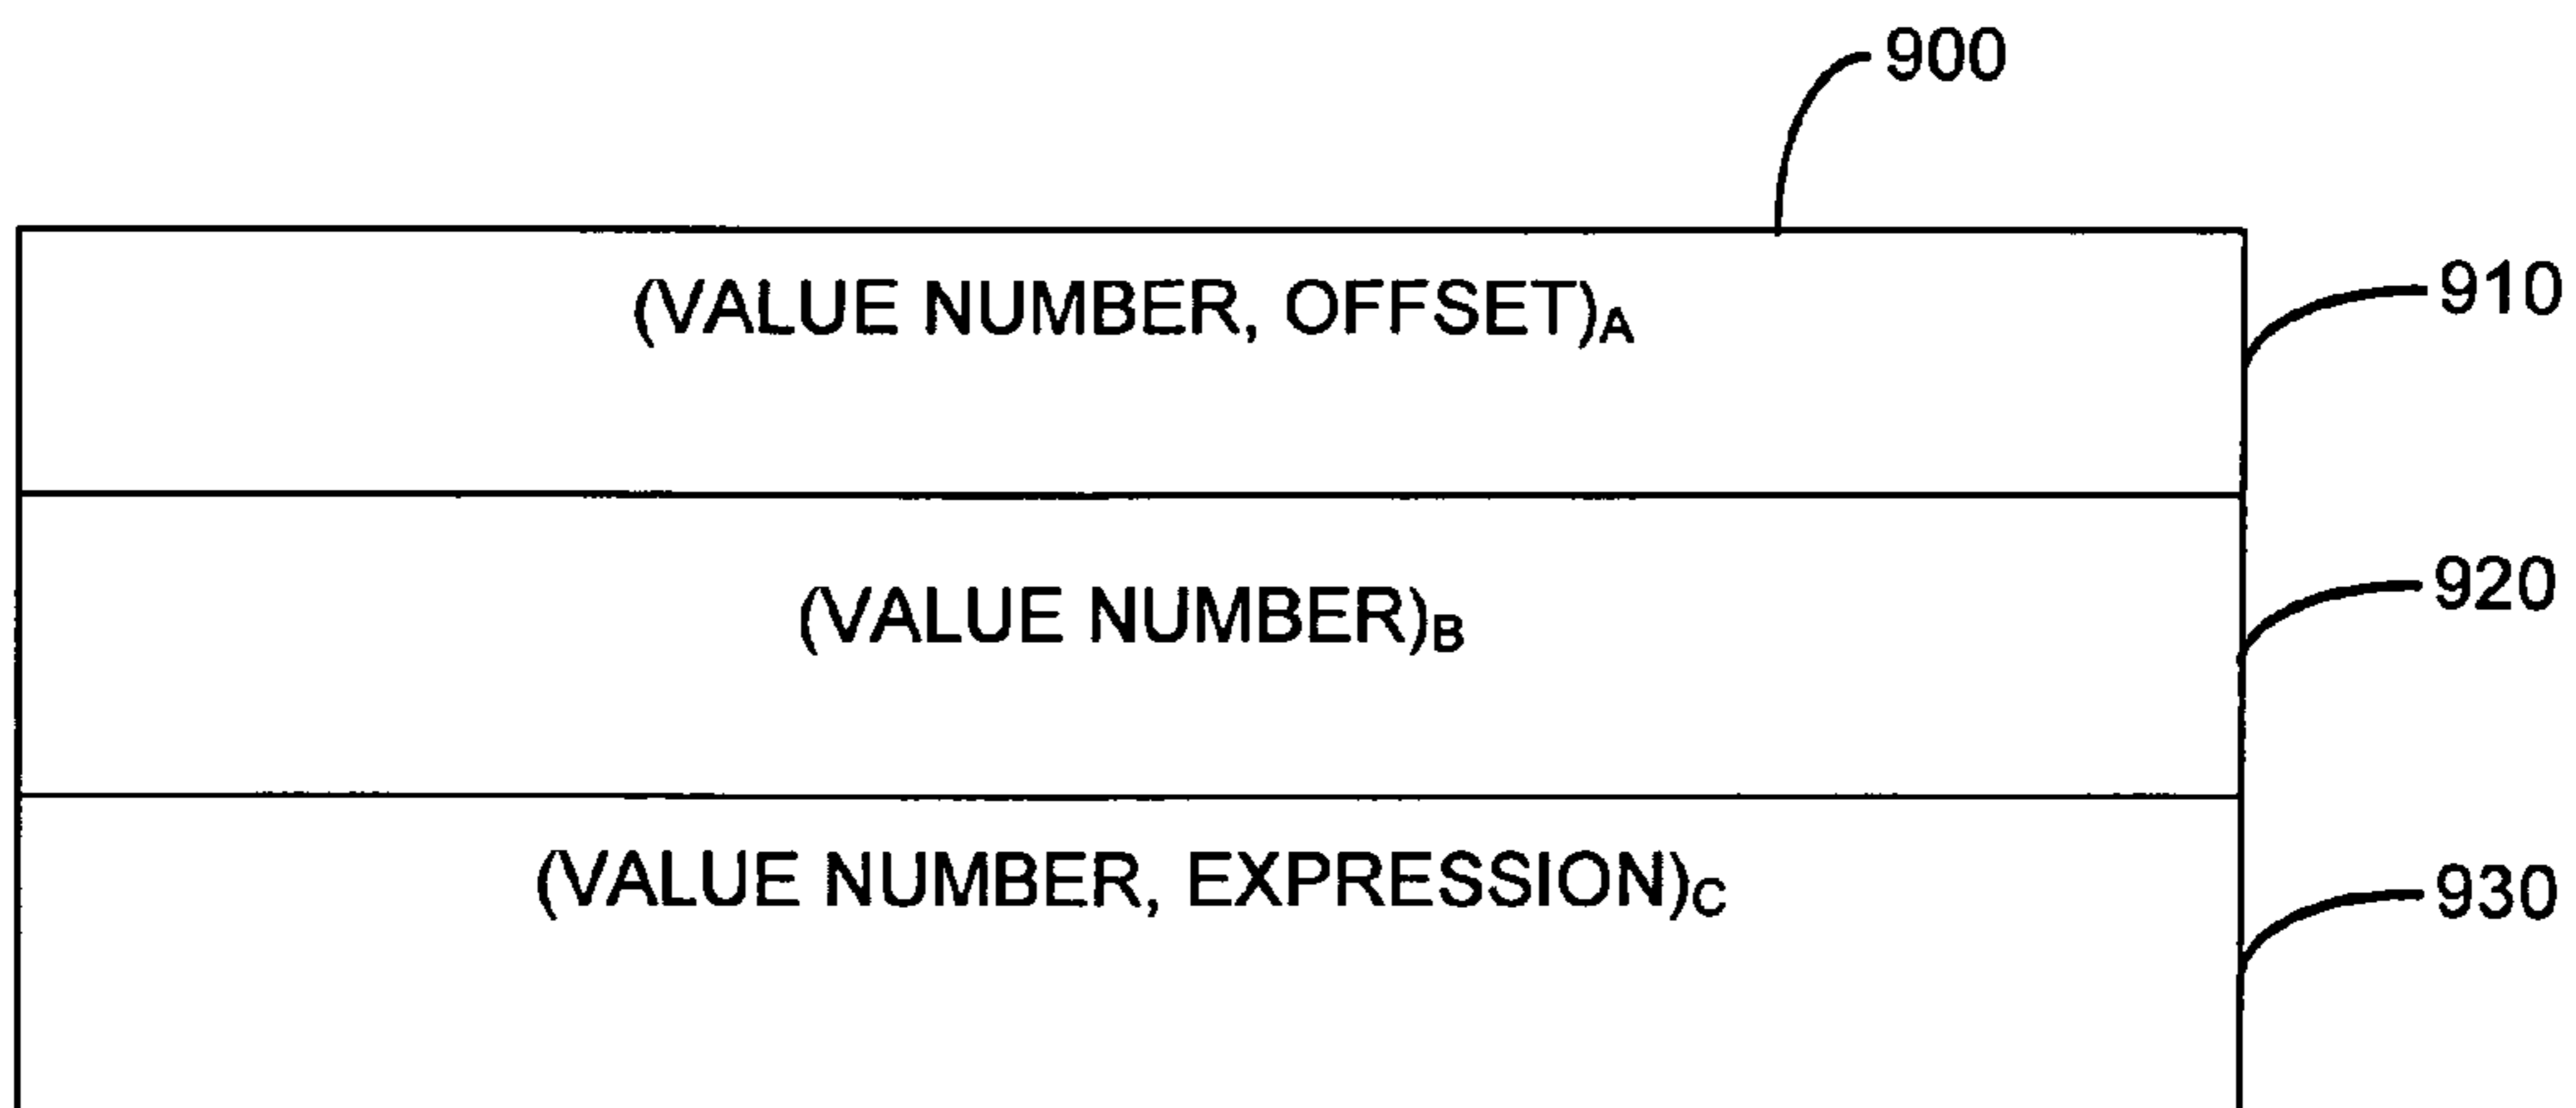 900
(VALUE NUMBER, OFFSET)A
910
(VALUE NUMBER)B
920
(VALUE NUMBER, EXPRESSION)C
930